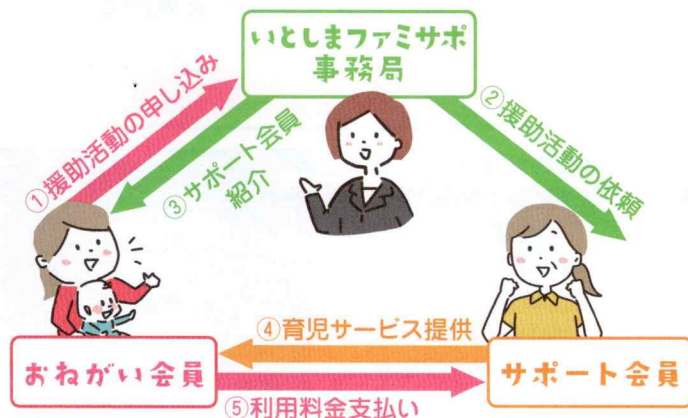 いとしまファミサポ
事務局
①援助活動の申し込み
②援助活動の依頼
③サポート会員
紹介
④育児サービス提供
おねがい会員
サポート会員
⑤利用料金支払い